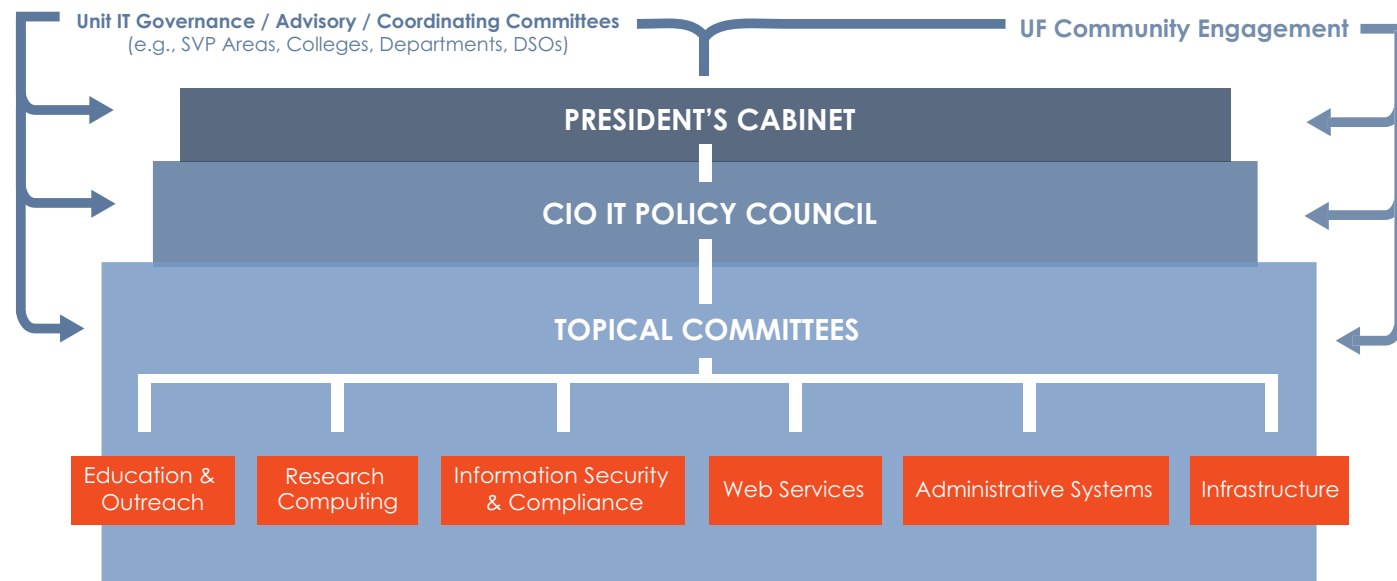 Unit IT Governance / Advisory / Coordinating Committees
(e.g., SVP Areas, Colleges, Departments, DSOs)
UF Community Engagement
PRESIDENT’S CABINET
CIO IT POLICY COUNCIL
TOPICAL COMMITTEES
Education &
Outreach
Research
Computing
Information Security
& Compliance
Web Services
Administrative Systems
Infrastructure